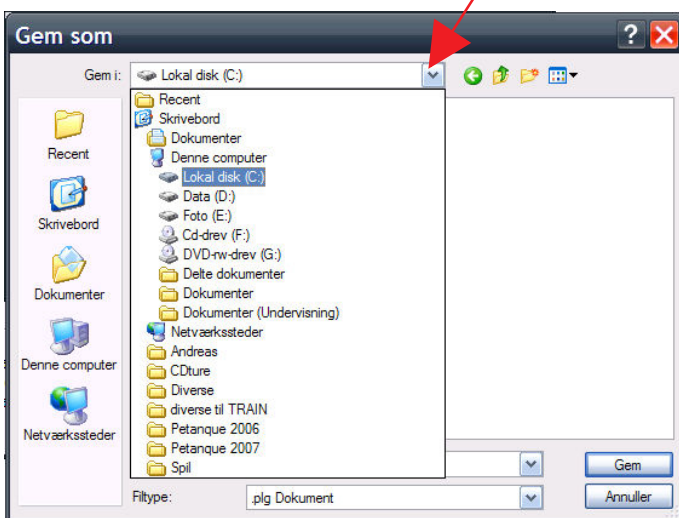 Gem som
Gem i:
Lokal disk (C:)
Recent
Skrivebord
Dokumenter
Denne computer
Lokal disk (C:)
Data (D:)
Foto (E:)
Cd-drev (F:)
DVD-rw-drev (G:)
Delte dokumenter
Dokumenter
Dokumenter (Undervisning)
Netværkssteder
Andreas
CDture
Diverse
diverse til TRAIN
Petanque 2006
Petanque 2007
Spil
Recent
Skrivebord
Dokumenter
Denne computer
Netværkssteder
Gem
Filtype:
.plg Dokument
Annuller